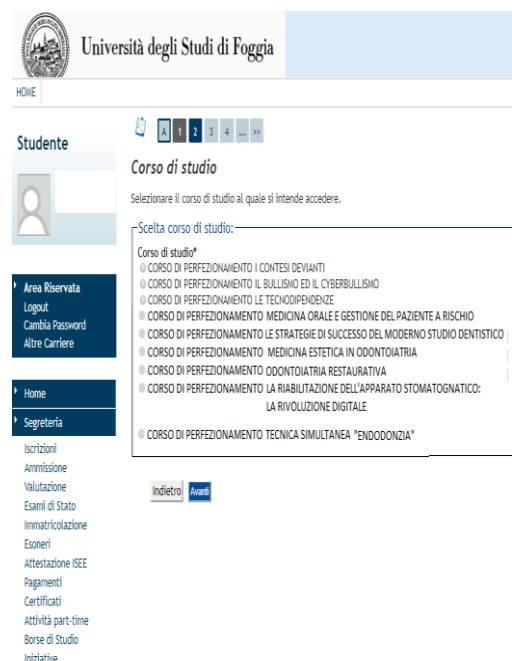 Università degli Studi di Foggia
HOME
Studente
A 1 2 3 4 ... >>
Corso di studio
Selezionare il corso di studio al quale si intende accedere.
Scelta corso di studio:
Corso di studio*
CORSO DI PERFEZIONAMENTO I CONTESI DEVIANTI
CORSO DI PERFEZIONAMENTO IL BULLISMO ED IL CYBERBULLISMO
CORSO DI PERFEZIONAMENTO LE TECNODIPENDENZE
CORSO DI PERFEZIONAMENTO MEDICINA ORALE E GESTIONE DEL PAZIENTE A RISCHIO
CORSO DI PERFEZIONAMENTO LE STRATEGIE DI SUCCESSO DEL MODERNO STUDIO DENTISTICO
CORSO DI PERFEZIONAMENTO MEDICINA ESTETICA IN ODONTOIATRIA
CORSO DI PERFEZIONAMENTO ODONTOIATRIA RESTAURATIVA
CORSO DI PERFEZIONAMENTO LA RIABILITAZIONE DELL'APPARATO STOMATOGNATICO:
LA RIVOLUZIONE DIGITALE
CORSO DI PERFEZIONAMENTO TECNICA SIMULTANEA "ENDODONZIA"
Indietro Avanti
Area Riservata
Logout
Cambia Password
Altre Carriere
Home
Segreteria
Iscrizioni
Ammissione
Valutazione
Esami di Stato
Immatricolazione
Esoneri
Attestazione ISEE
Pagamenti
Certificati
Attività part-time
Borse di Studio
Iniziative